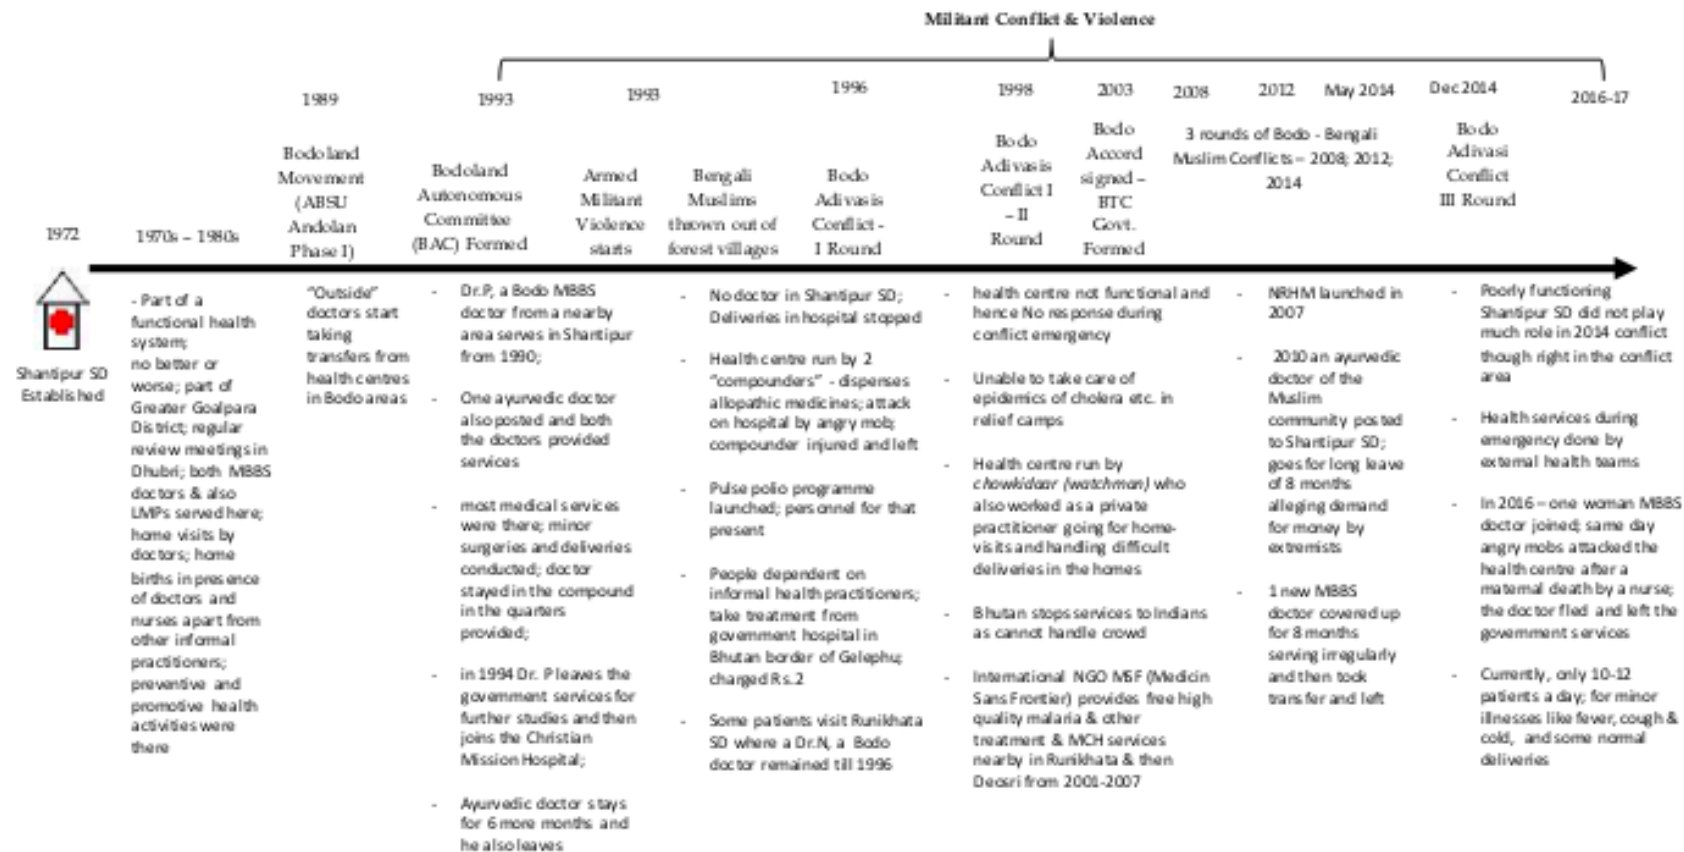 Militant Conflict & Violence
1972
Shantipur SD
Established
1970s – 1980s
- Part of a
functional health
system;
no better or
worse; part of
Greater Goalpara
District; regular
review meetings in
Dhubri; both MBBS
doctors & also
LMPs served here;
home visits by
doctors; home
births in presence
of doctors and
nurses apart from
other informal
practitioners;
preventive and
promotive health
activities were
there
1989
Bodoland
Movement
(ABSU
Andolan
Phase I)
"Outside"
doctors start
taking
transfers from
health centres
in Bodo areas
1993
Bodoland
Autonomous
Committee
(BAC) Formed
- Dr.P, a Bodo MBBS
doctor from a nearby
area serves in Shantipur
from 1990;
- One ayurvedic doctor
also posted and both
the doctors provided
services
- most medical services
were there; minor
surgeries and deliveries
conducted; doctor
stayed in the compound
in the quarters
provided;
- in 1994 Dr. P leaves the
government services for
further studies and then
joins the Christian
Mission Hospital;
- Ayurvedic doctor stays
for 6 more months and
he also leaves
1993
Armed
Militant
Violence
starts
Bengali
Muslims
thrown out of
forest villages
1996
Bodo
Adivasis
Conflict -
I Round
- No doctor in Shantipur SD;
Deliveries in hospital stopped
- Health centre run by 2
"compounders" - dispenses
allopathic medicines; attack
on hospital by angry mob;
compounder injured and left
- Pulse polio programme
launched; personnel for that
present
- People dependent on
informal health practitioners;
take treatment from
government hospital in
Bhutan border of Gelephu;
charged Rs.2
- Some patients visit Runikhata
SD where a Dr.N, a Bodo
doctor remained till 1996
1998
Bodo
Adivasis
Conflict I
– II
Round
2003
Bodo
Accord
signed –
BTC
Govt.
Formed
- health centre not functional and
hence No response during
conflict emergency
- Unable to take care of
epidemics of cholera etc. in
relief camps
- Health centre run by
chowkidaar (watchman) who
also worked as a private
practitioner going for home-
visits and handling difficult
deliveries in the homes
- Bhutan stops services to Indians
as cannot handle crowd
- International NGO MSF (Medicin
Sans Frontier) provides free high
quality malaria & other
treatment & MCH services
nearby in Runikhata & then
Deosri from 2001-2007
2008 2012 May 2014
3 rounds of Bodo - Bengali
Muslim Conflicts – 2008; 2012;
2014
- NRHM launched in
2007
- 2010 an ayurvedic
doctor of the
Muslim
community posted
to Shantipur SD;
goes for long leave
of 8 months
alleging demand
for money by
extremists
- 1 new MBBS
doctor covered up
for 8 months
serving irregularly
and then took
transfer and left
Dec 2014
Bodo
Adivasi
Conflict
III Round
2016-17
- Poorly functioning
Shantipur SD did not play
much role in 2014 conflict
though right in the conflict
area
- Health services during
emergency done by
external health teams
- In 2016 – one woman MBBS
doctor joined; same day
angry mobs attacked the
health centre after a
maternal death by a nurse;
the doctor fled and left the
government services
- Currently, only 10-12
patients a day; for minor
illnesses like fever, cough &
cold, and some normal
deliveries